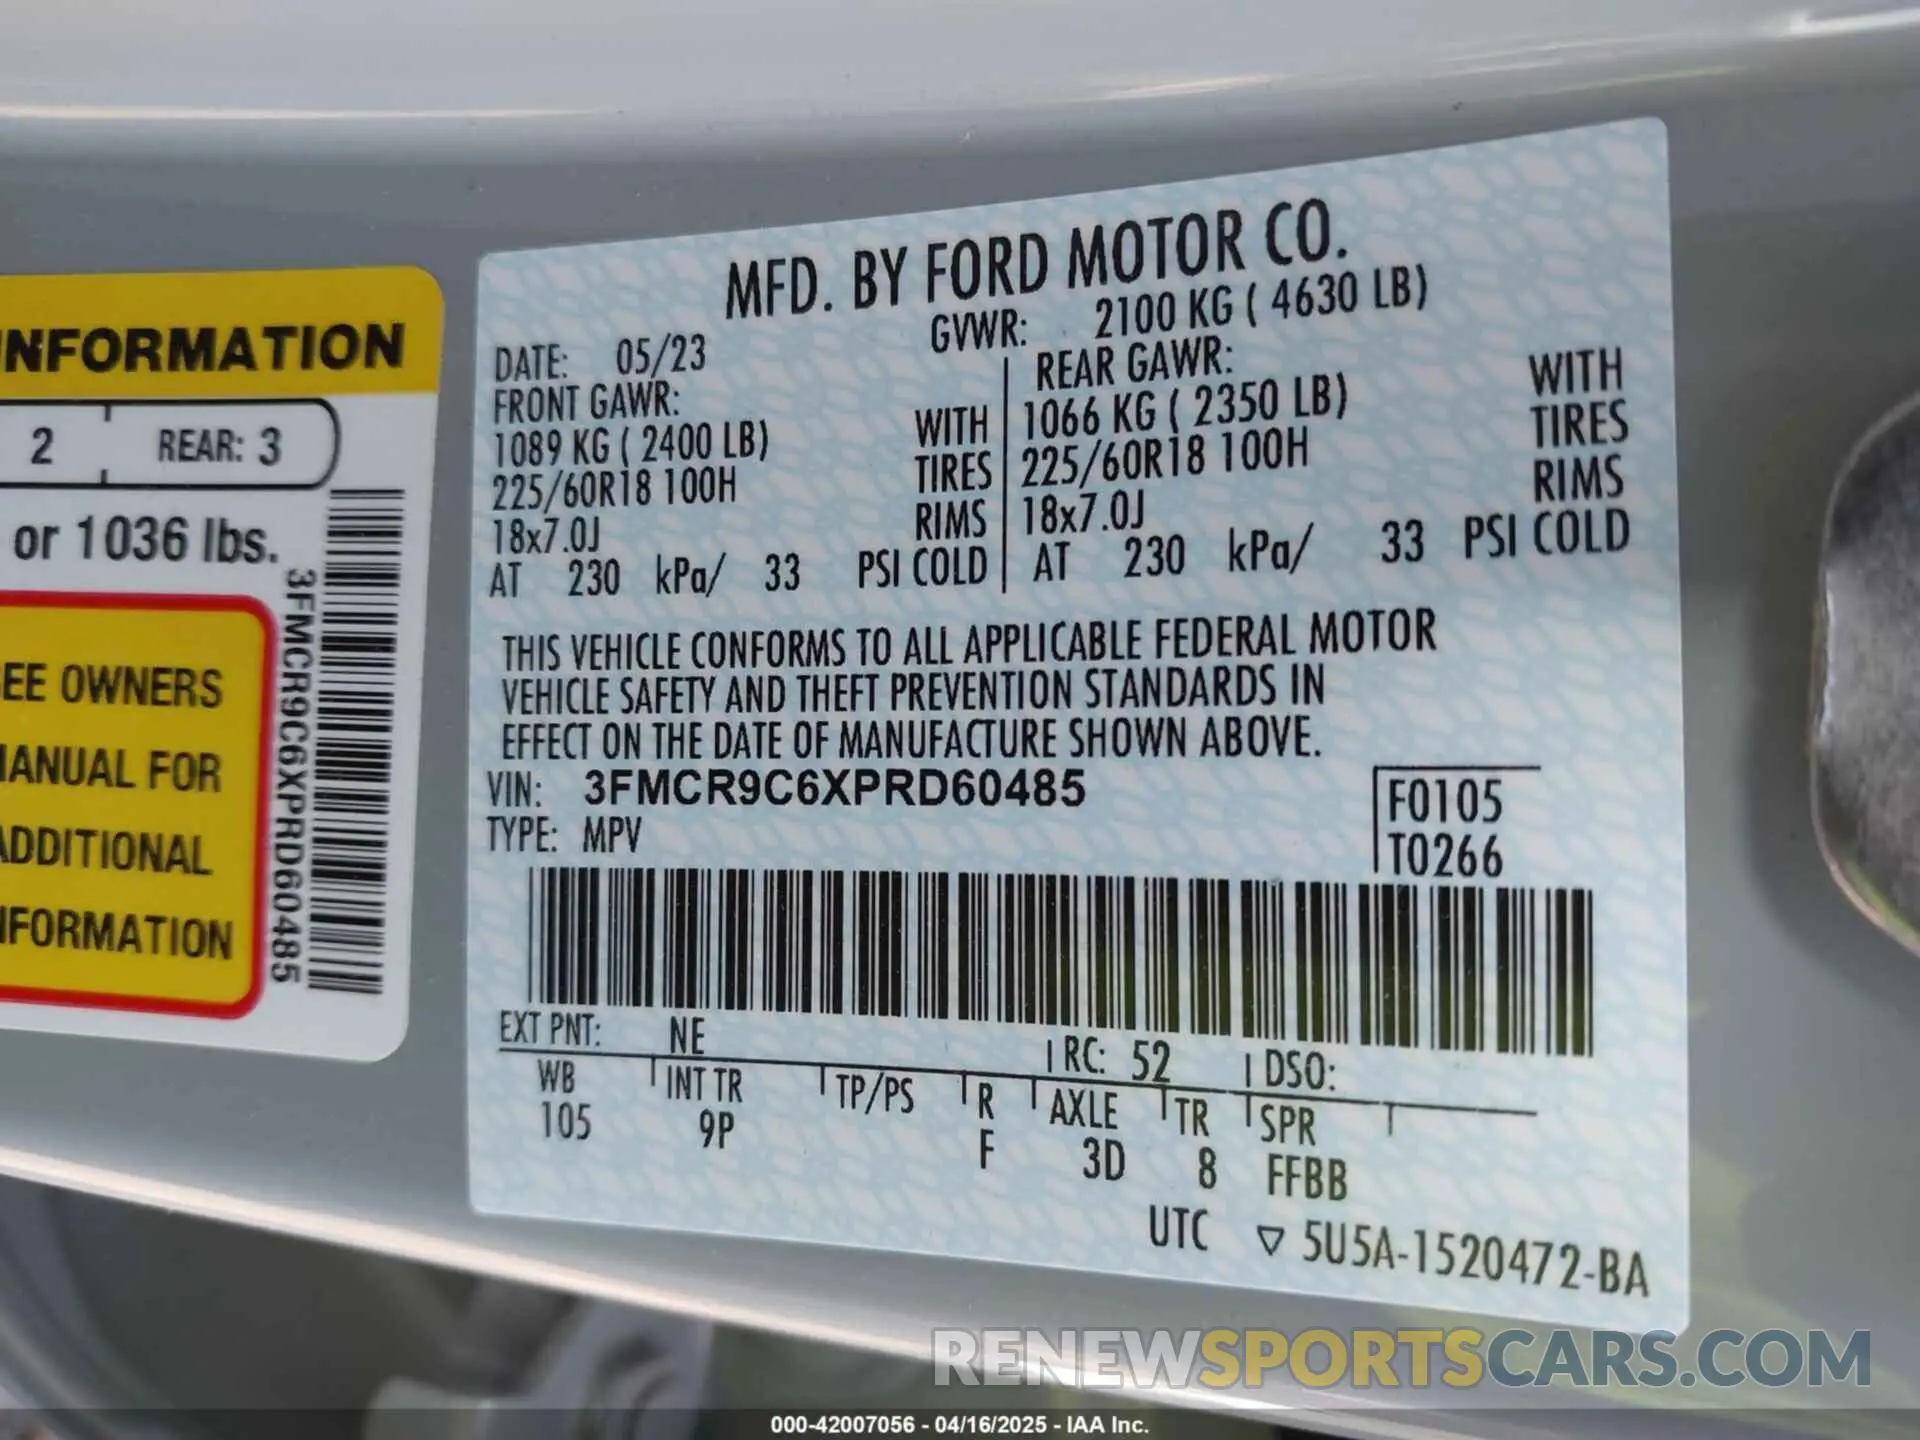 INFORMATION
2 REAR: 3
or 1036 lbs.
OWNERS
FOR
INFORMATION
3FMCR9C6XPRD60485
MFD. BY FORD MOTOR CO.
DATE: 05/23 GVWR: 2100 KG ( 4630 LB)
FRONT GAWR: REAR GAWR:
1089 KG ( 2400 LB) WITH 1066 KG ( 2350 LB) WITH
225/60R18 100H TIRES 225/60R18 100H TIRES
18x7.0J RIMS 18x7.0J RIMS
AT 230 kPa/ 33 PSI COLD AT 230 kPa/ 33 PSI COLD
THIS VEHICLE CONFORMS TO ALL APPLICABLE FEDERAL MOTOR
VEHICLE SAFETY AND THEFT PREVENTION STANDARDS IN
EFFECT ON THE DATE OF MANUFACTURE SHOWN ABOVE.
VIN: 3FMCR9C6XPRD60485 F0105
TYPE: MPV T0266
EXT PNT: NE RC: 52 DSO:
WB INT TR TP/PS R AXLE TR SPR
105 9P F 3D 8 FFBB
UTC ▽ 5U5A-1520472-BA
RENEWSPORTSCARS.COM
000-42007056 - 04/16/2025 - IAA Inc.